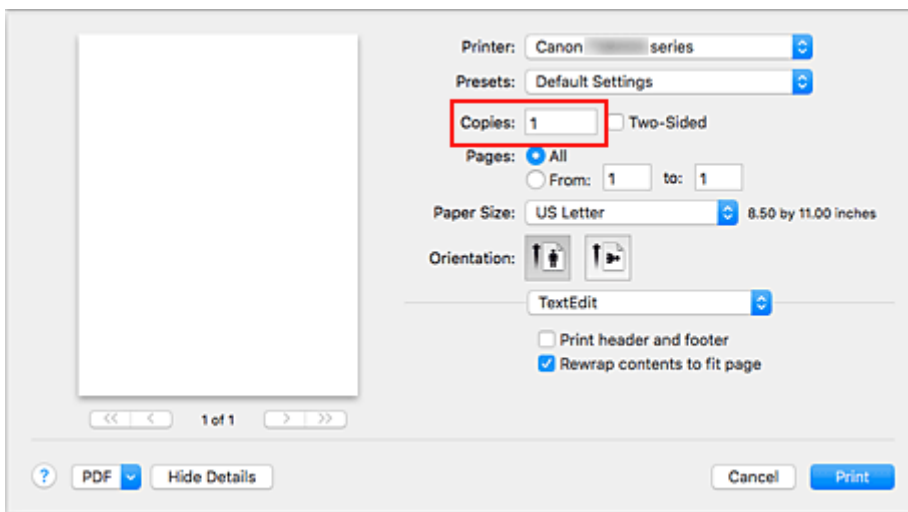 Printer: Canon series
Presets: Default Settings
Copies: 1 Two-Sided
Pages: All
From: 1 to: 1
Paper Size: US Letter 8.50 by 11.00 inches
Orientation:
TextEdit
Print header and footer
Rewrap contents to fit page
<< < 1 of 1 > >>
? PDF Hide Details Cancel Print